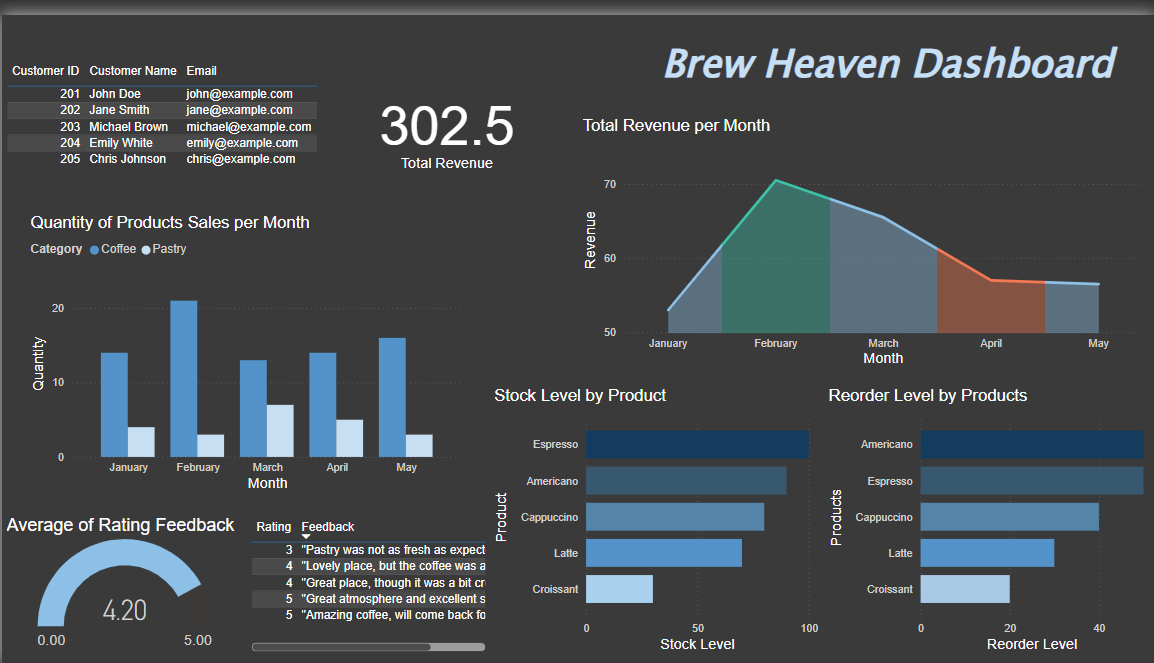 Brew Heaven Dashboard
Customer ID Customer Name Email
201 John Doe john@example.com
202 Jane Smith jane@example.com
203 Michael Brown michael@example.com
204 Emily White emily@example.com
205 Chris Johnson chris@example.com
302.5
Total Revenue
Total Revenue per Month
Revenue
70
60
50
January February March April May
Month
Quantity of Products Sales per Month
Category Coffee Pastry
Quantity
20
10
0
January February March April May
Month
Stock Level by Product
Product
Espresso
Americano
Cappuccino
Latte
Croissant
0 50 100
Stock Level
Reorder Level by Products
Products
Americano
Espresso
Cappuccino
Latte
Croissant
0 20 40
Reorder Level
Average of Rating Feedback
4.20
0.00 5.00
Rating Feedback
3 "Pastry was not as fresh as expect
4 "Lovely place, but the coffee was a
4 "Great place, though it was a bit cr
5 "Great atmosphere and excellent s
5 "Amazing coffee, will come back fo